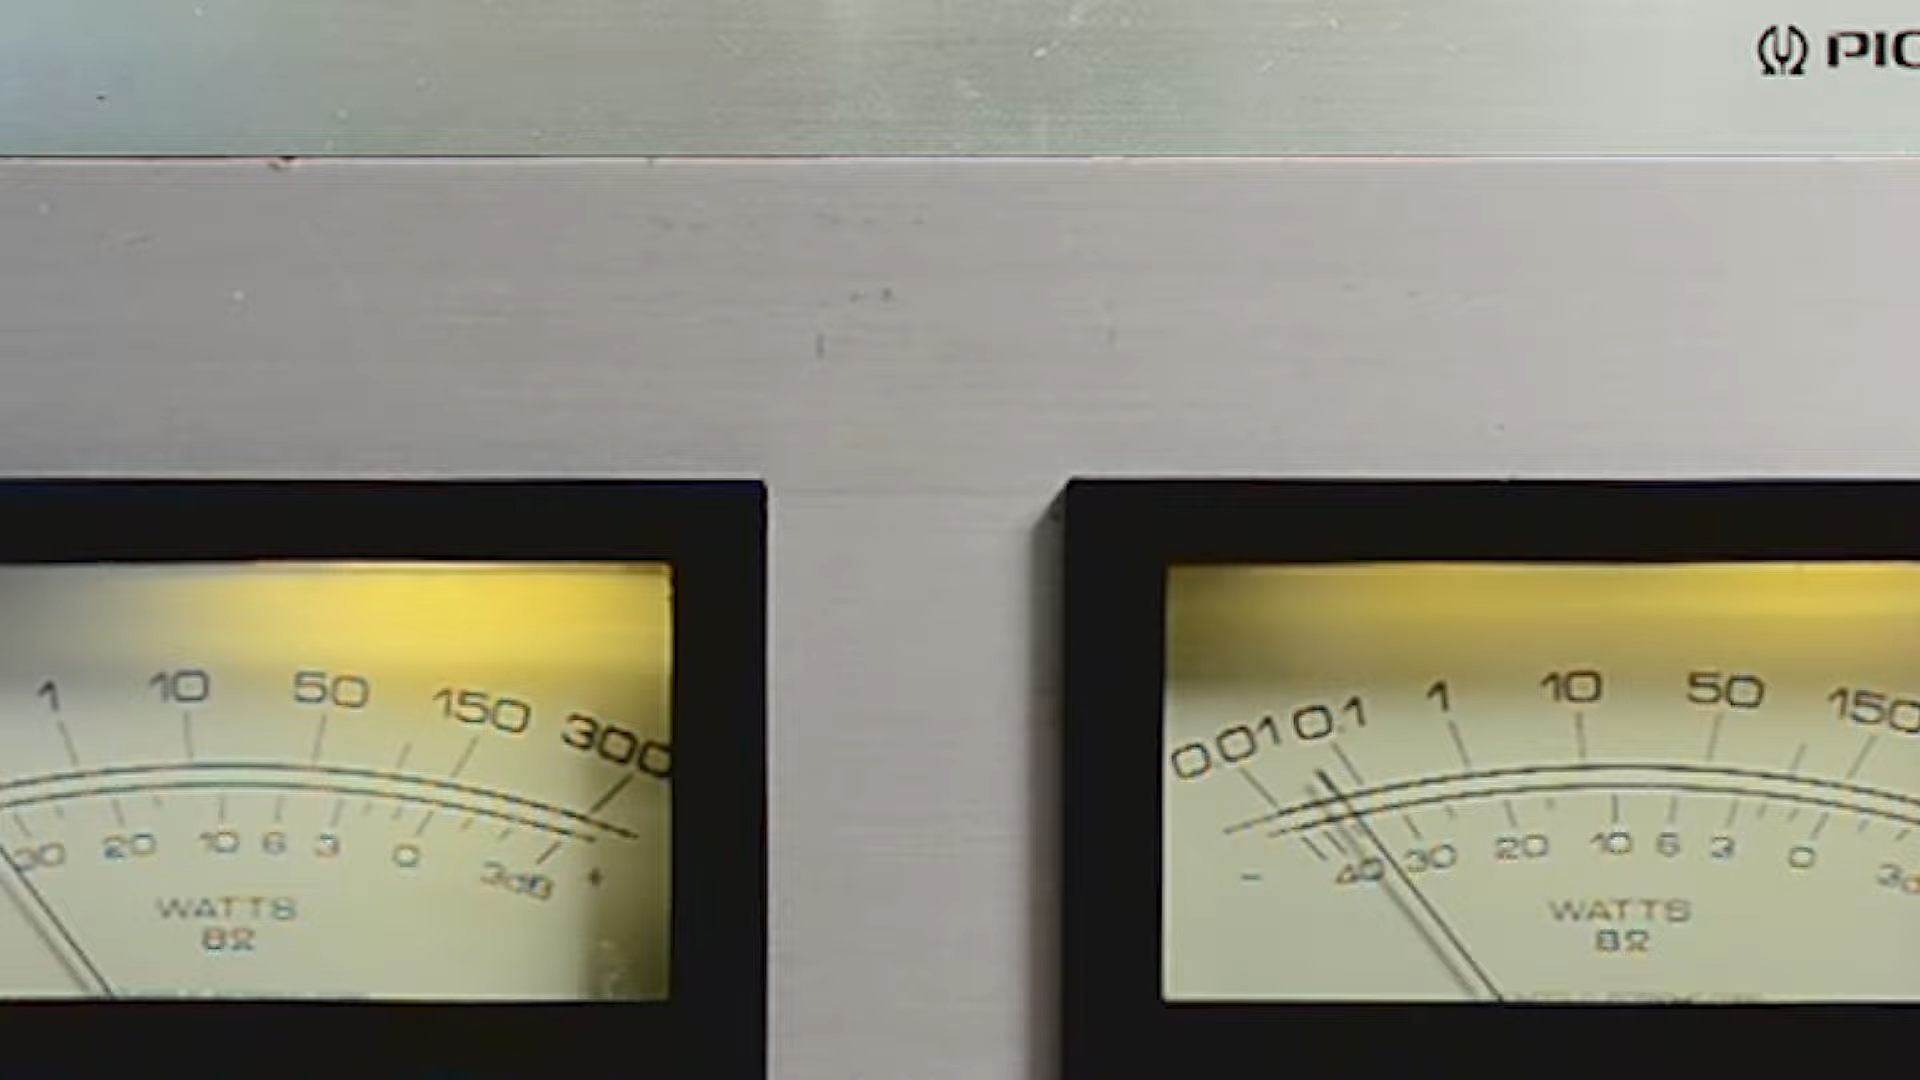 PIO
1 10 50 150 300
30 20 10 6 3 0 3dB +
WATTS
8Ω
0.01 0.1 1 10 50 150
- 40 30 20 10 6 3 0 3d
WATTS
8Ω